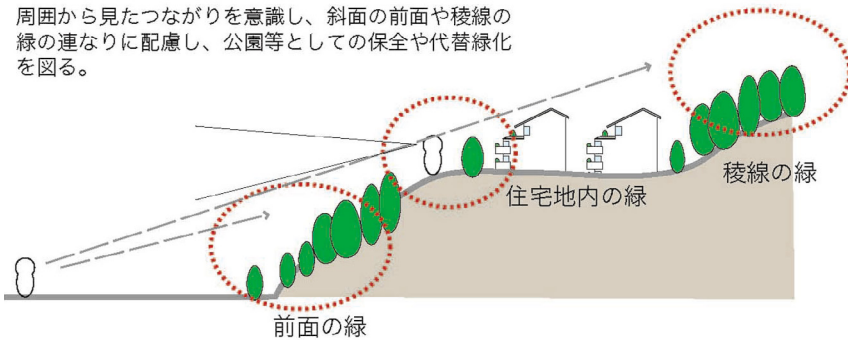 周囲から見たつながりを意識し、斜面の前面や稜線の
緑の連なりに配慮し、公園等としての保全や代替緑化
を図る。
稜線の緑
住宅地内の緑
前面の緑